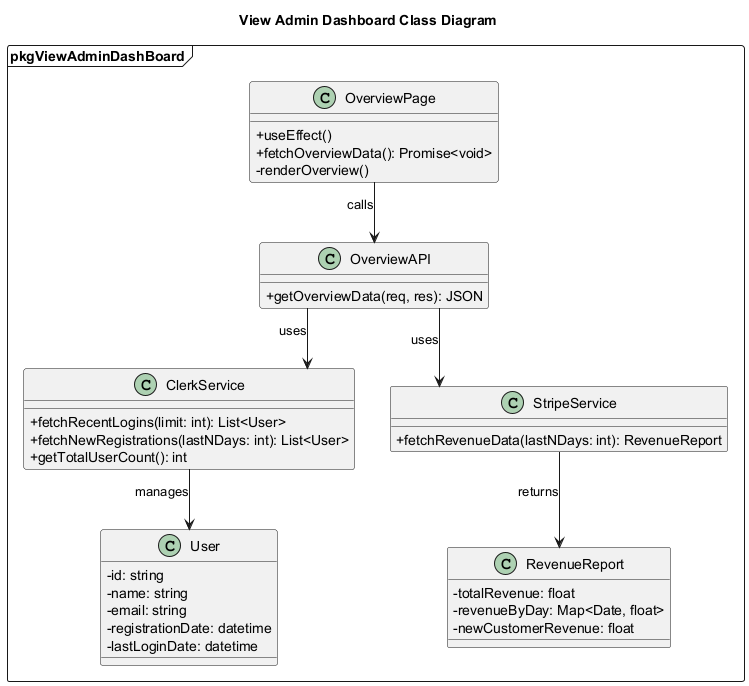 View Admin Dashboard Class Diagram
pkgViewAdminDashBoard
C OverviewPage
+useEffect()
+fetchOverviewData(): Promise<void>
-renderOverview()
calls
C OverviewAPI
+getOverviewData(req, res): JSON
uses
uses
C ClerkService
+fetchRecentLogins(limit: int): List<User>
+fetchNewRegistrations(lastNDays: int): List<User>
+getTotalUserCount(): int
C StripeService
+fetchRevenueData(lastNDays: int): RevenueReport
manages
returns
C User
-id: string
-name: string
-email: string
-registrationDate: datetime
-lastLoginDate: datetime
C RevenueReport
-totalRevenue: float
-revenueByDay: Map<Date, float>
-newCustomerRevenue: float